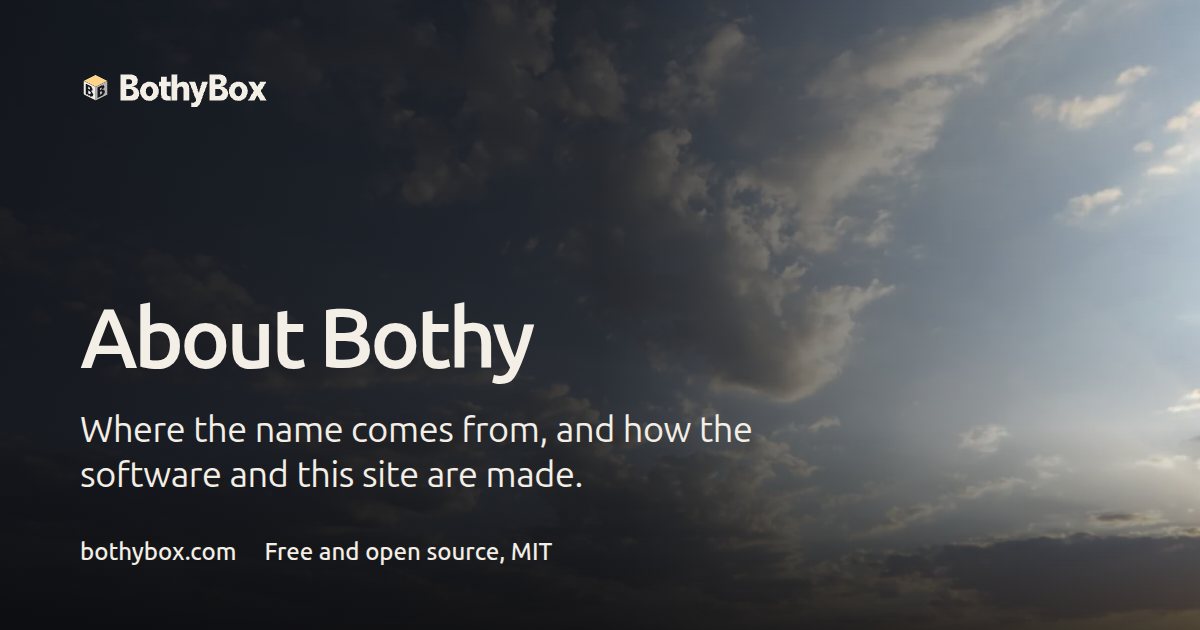 BB BothyBox
About Bothy
Where the name comes from, and how the
software and this site are made.
bothybox.com Free and open source, MIT